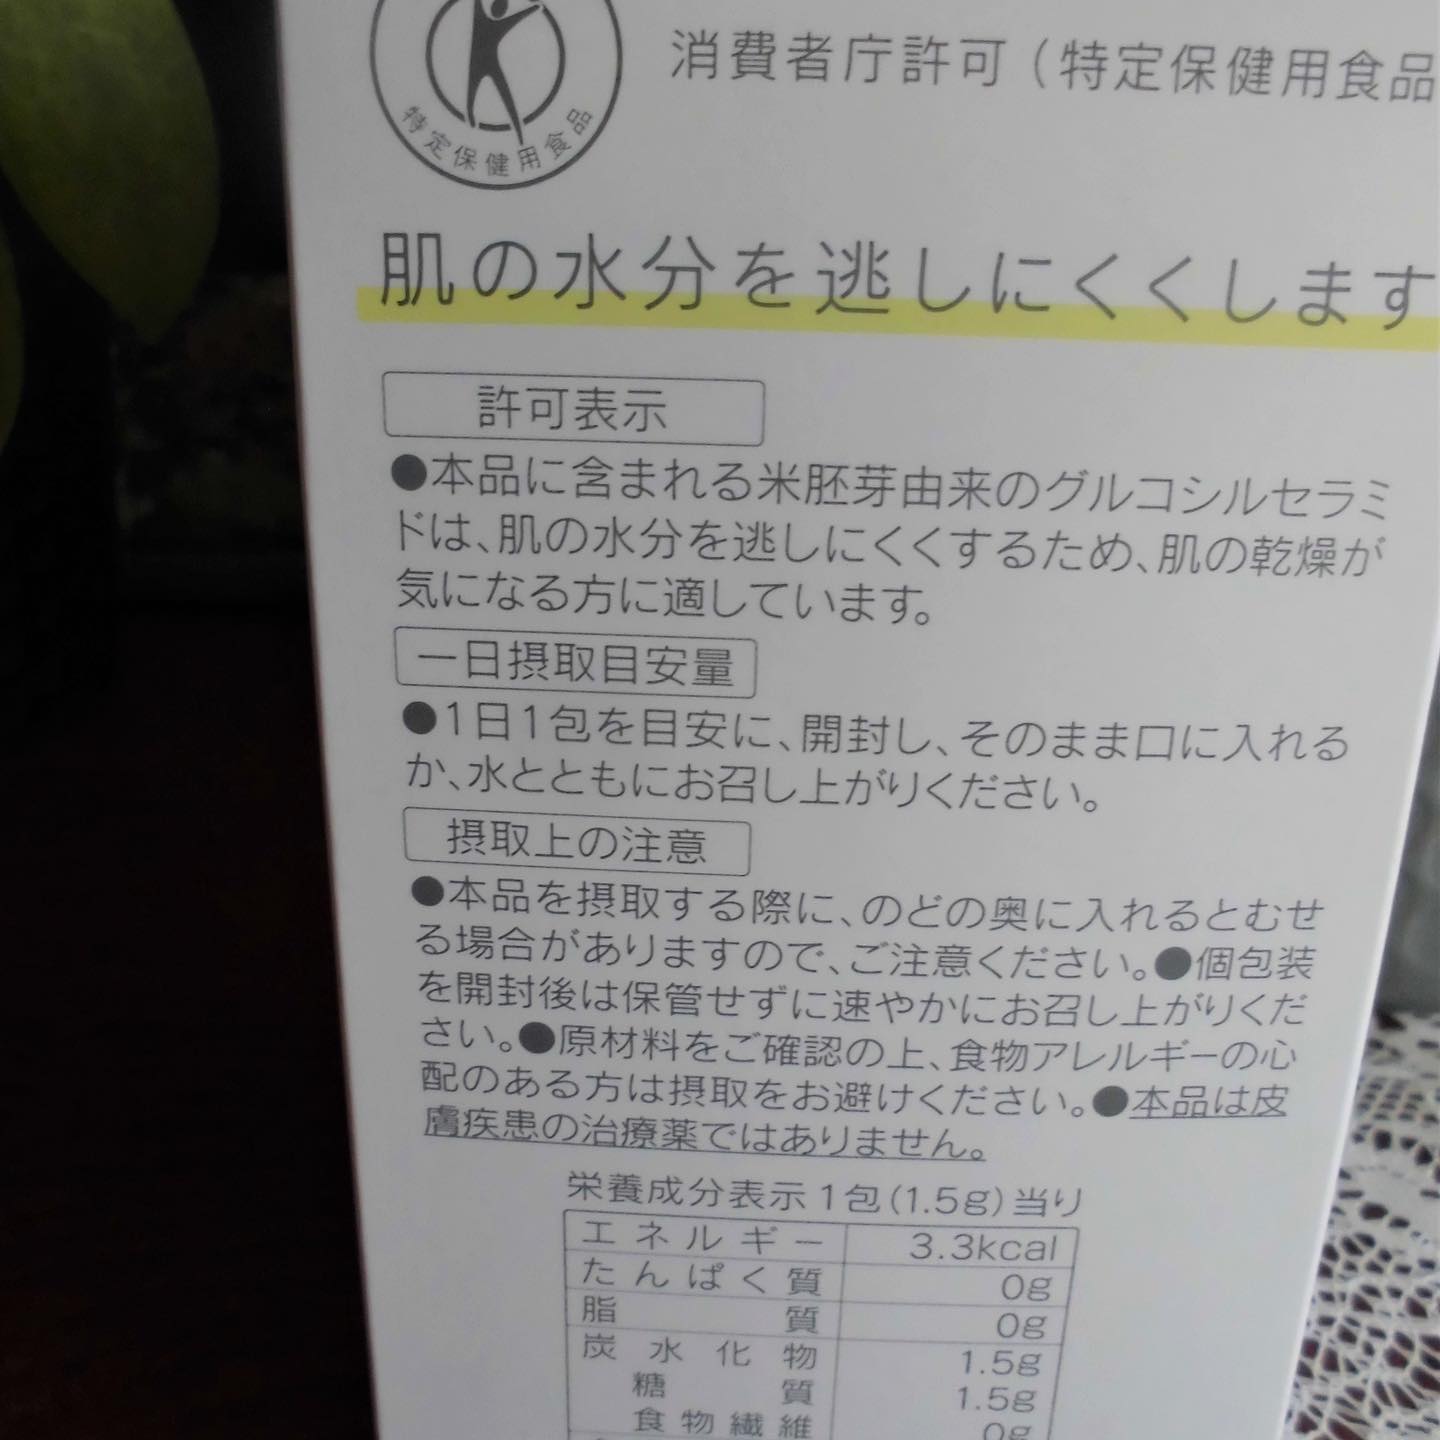 特定保健用食品
消費者庁許可(特定保健用食品
肌の水分を逃しにくくします
許可表示
●本品に含まれる米胚芽由来のグルコシルセラミ
ドは、肌の水分を逃しにくくするため、肌の乾燥が
気になる方に適しています。
一日摂取目安量
●1日1包を目安に、開封し、そのまま口に入れる
か、水とともにお召し上がりください。
摂取上の注意
●本品を摂取する際に、のどの奥に入れるとむせ
る場合がありますので、ご注意ください。●個包装
を開封後は保管せずに速やかにお召し上がりくだ
さい。●原材料をご確認の上、食物アレルギーの心
配のある方は摂取をお避けください。●本品は皮
膚疾患の治療薬ではありません。
栄養成分表示1包(1.5g)当り
エネルギー 3.3kcal
たんぱく質 0g
脂質 0g
炭水化物 1.5g
糖質 1.5g
食物繊維 0g